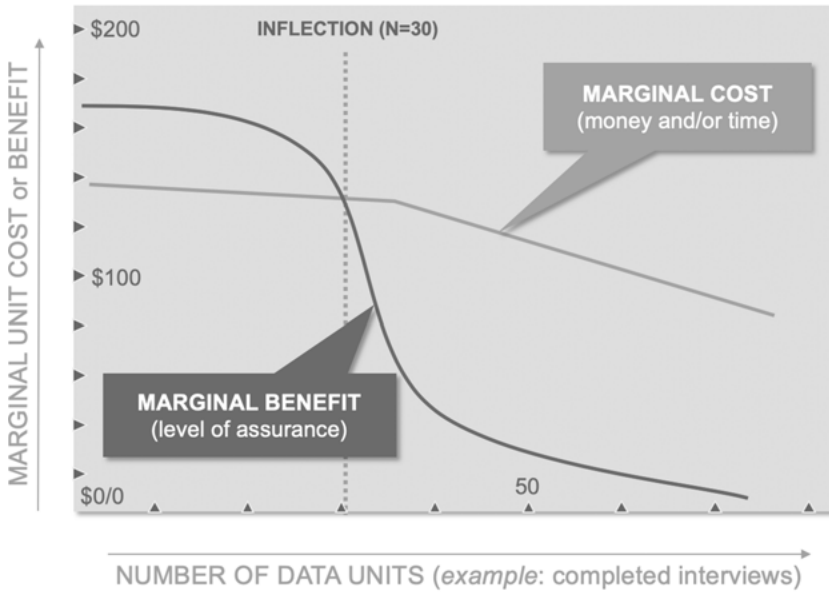 $200
INFLECTION (N=30)
MARGINAL COST
(money and/or time)
MARGINAL UNIT COST or BENEFIT
$100
MARGINAL BENEFIT
(level of assurance)
$0/0
50
NUMBER OF DATA UNITS (example: completed interviews)